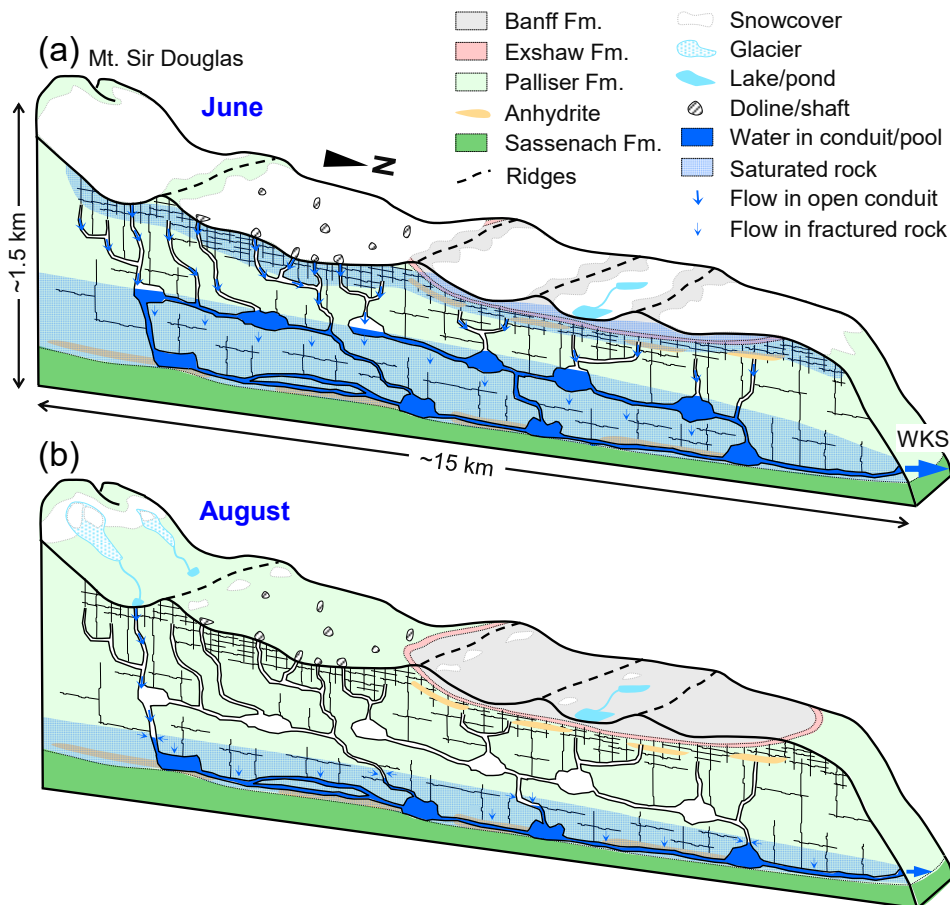 (a)
Mt. Sir Douglas
June
N
Banff Fm.
Exshaw Fm.
Palliser Fm.
Anhydrite
Sassenach Fm.
Ridges
Snowcover
Glacier
Lake/pond
Doline/shaft
Water in conduit/pool
Saturated rock
Flow in open conduit
Flow in fractured rock
~1.5 km
~15 km
WKS
(b)
August